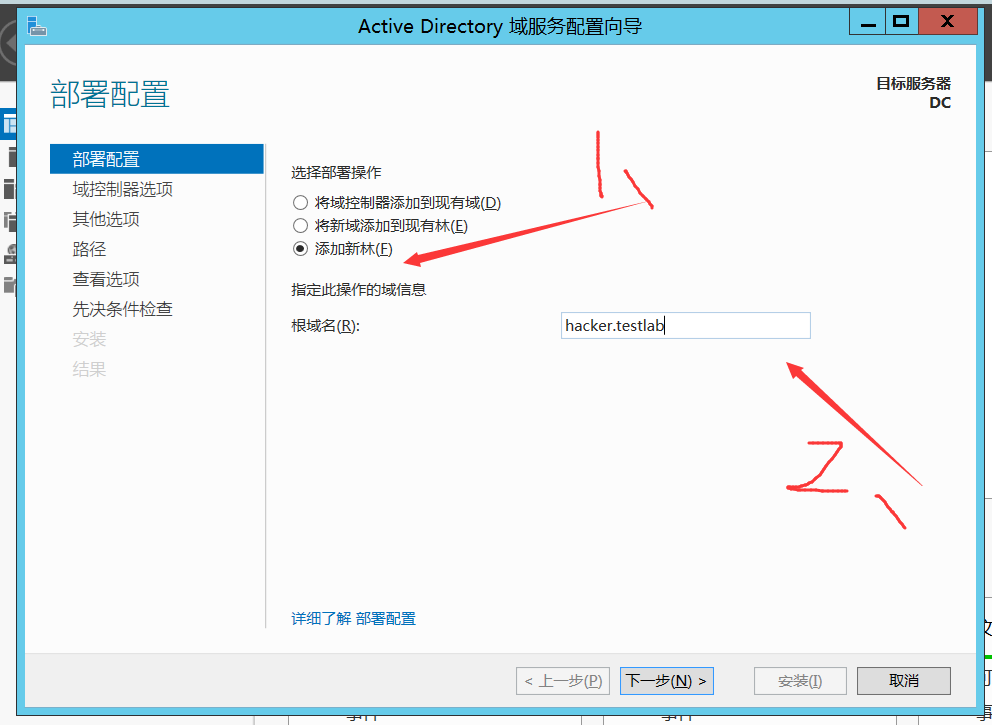 Active Directory 域服务配置向导
部署配置
目标服务器
DC
部署配置
域控制器选项
其他选项
路径
查看选项
先决条件检查
安装
结果
选择部署操作
将域控制器添加到现有域(D)
将新域添加到现有林(E)
添加新林(F)
指定此操作的域信息
根域名(R):
hacker.testlab
1、
2、
详细了解 部署配置
< 上一步(P)
下一步(N) >
安装(I)
取消